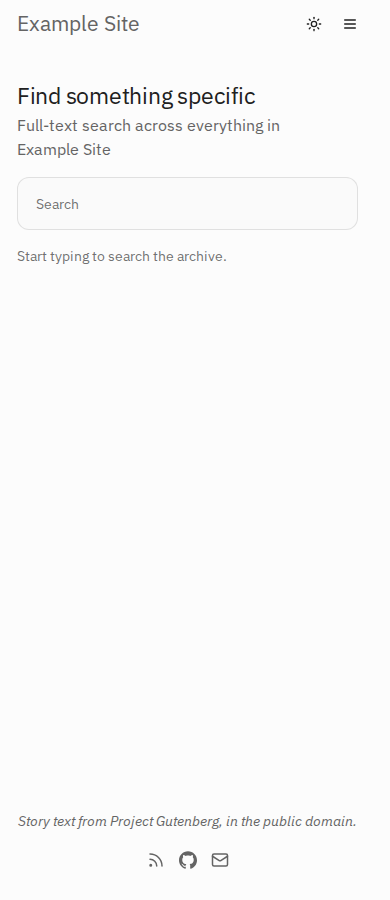 Example Site
Find something specific
Full-text search across everything in
Example Site
Search
Start typing to search the archive.
Story text from Project Gutenberg, in the public domain.